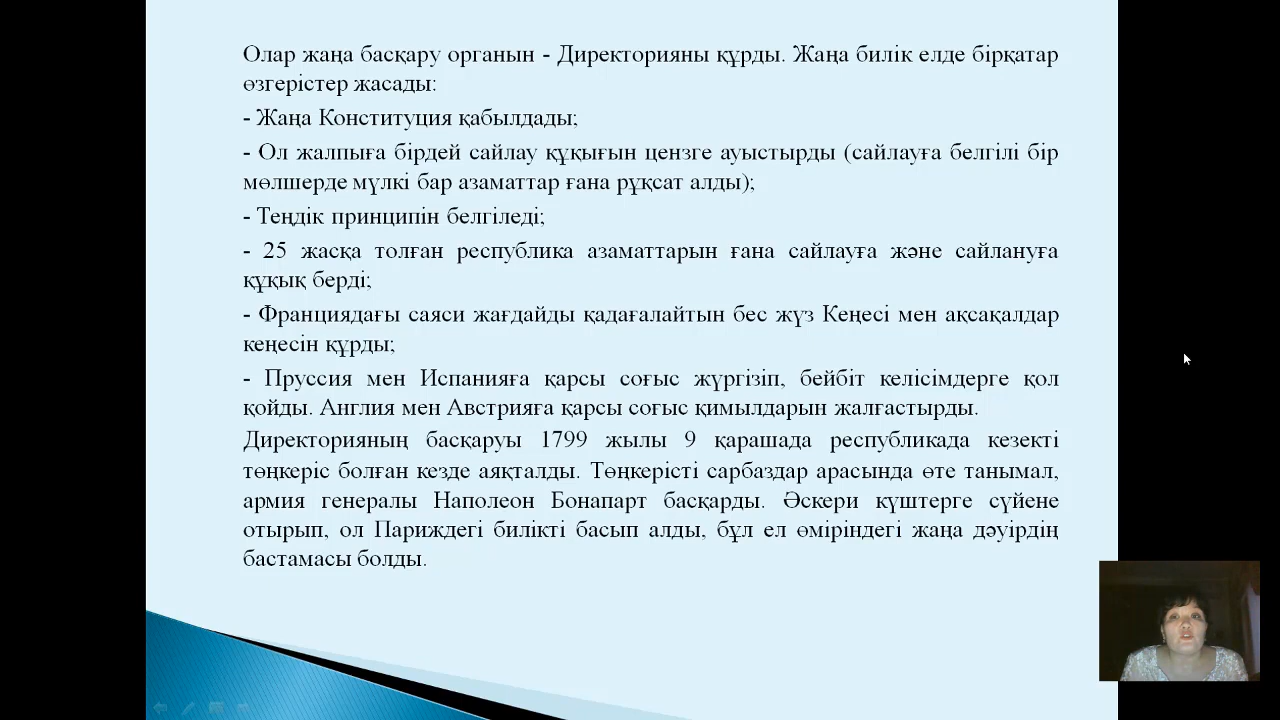 Олар жаңа басқару органын - Директорияны құрды. Жаңа билік елде бірқатар
өзгерістер жасады:
- Жаңа Конституция қабылдады;
- Ол жалпыға бірдей сайлау құқығын цензге ауыстырды (сайлауға белгілі бір
мөлшерде мүлкі бар азаматтар ғана рұқсат алды);
- Теңдік принципін белгіледі;
- 25 жасқа толған республика азаматтарын ғана сайлауға және сайлануға
құқық берді;
- Франциядағы саяси жағдайды қадағалайтын бес жүз Кеңесі мен ақсақалдар
кеңесін құрды;
- Пруссия мен Испанияға қарсы соғыс жүргізіп, бейбіт келісімдерге қол
қойды. Англия мен Австрияға қарсы соғыс қимылдарын жалғастырды.
Директорияның басқаруы 1799 жылы 9 қарашада республикада кезекті
төңкеріс болған кезде аяқталды. Төңкерісті сарбаздар арасында өте танымал,
армия генералы Наполеон Бонапарт басқарды. Әскери күштерге сүйене
отырып, ол Париждегі билікті басып алды, бұл ел өміріндегі жаңа дәуірдің
бастамасы болды.